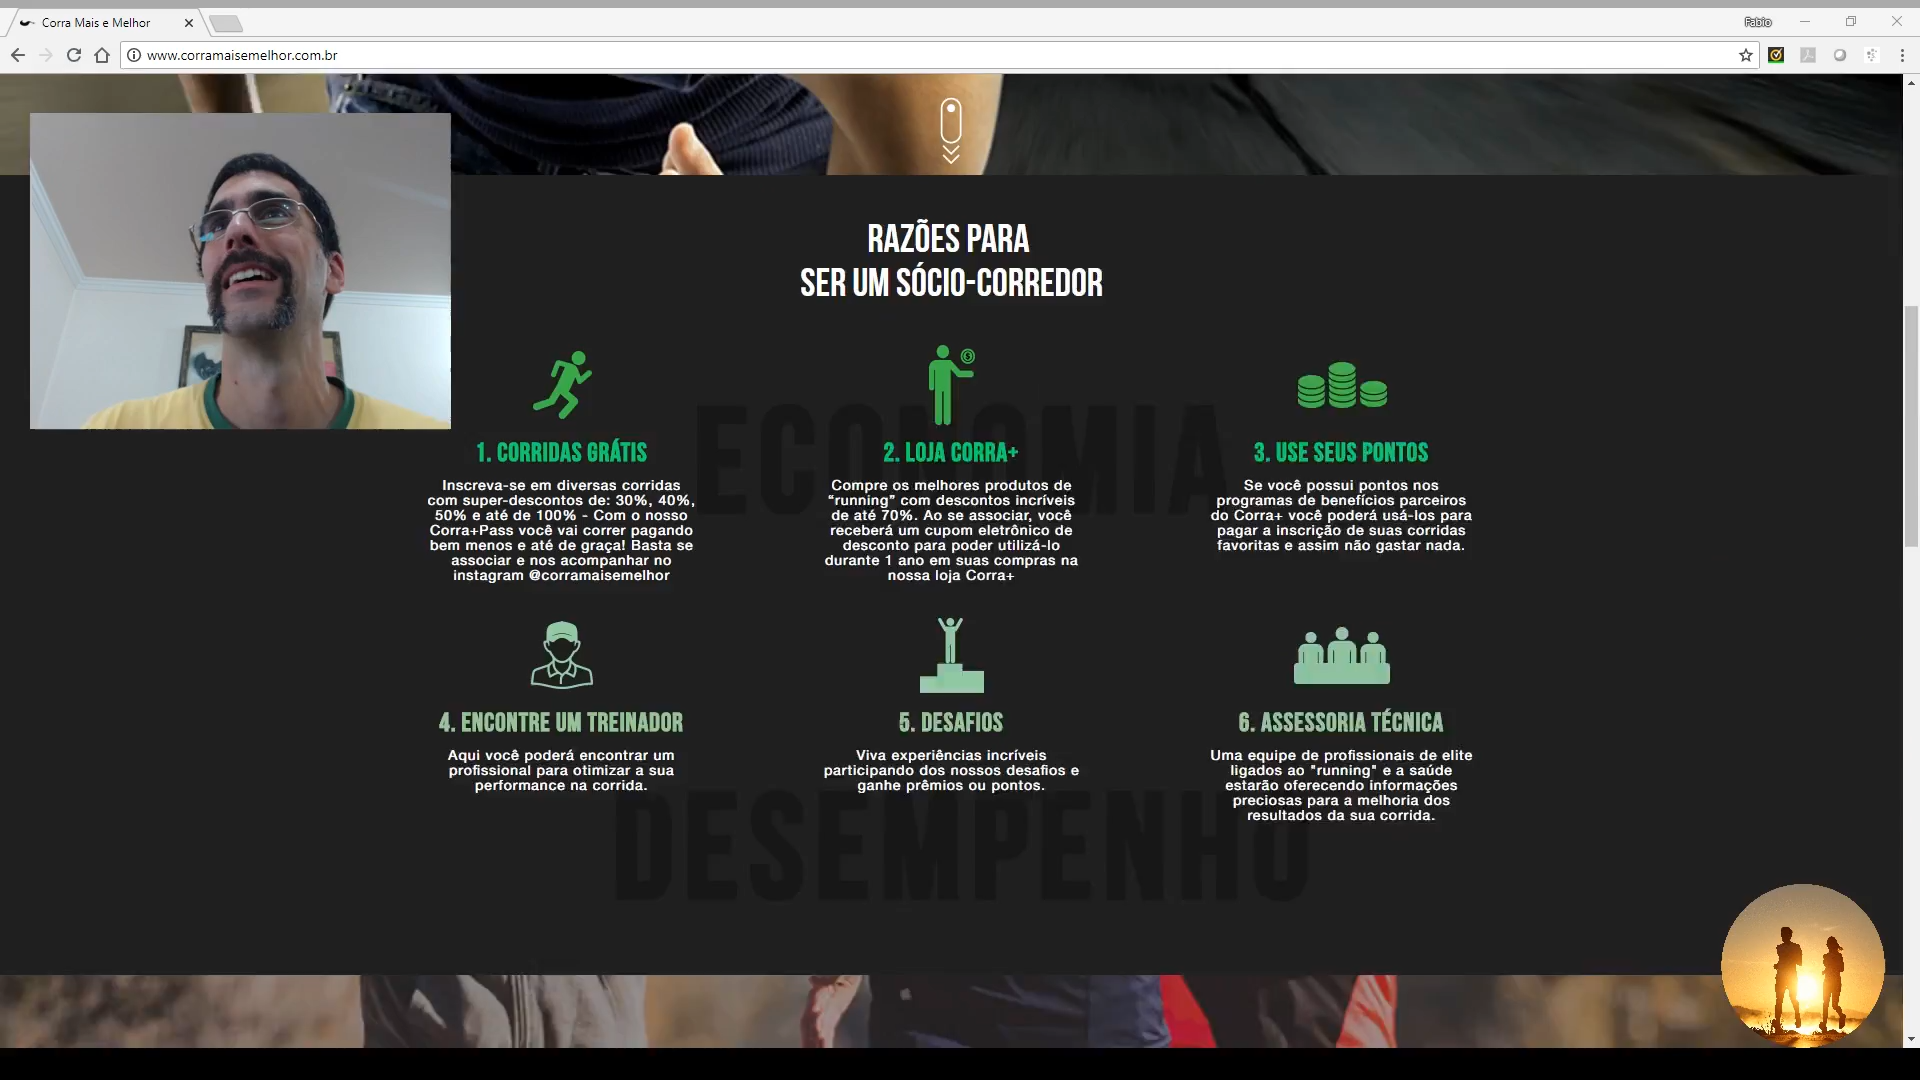 Corra Mais e Melhor
Fabio
www.corramaisemelhor.com.br
RAZÕES PARA
SER UM SÓCIO-CORREDOR
ECONOMIA
1. CORRIDAS GRÁTIS
Inscreva-se em diversas corridas
com super-descontos de: 30%, 40%,
50% e até de 100% - Com o nosso
Corra+Pass você vai correr pagando
bem menos e até de graça! Basta se
associar e nos acompanhar no
instagram @corramaisemelhor
2. LOJA CORRA+
Compre os melhores produtos de
“running” com descontos incríveis
de até 70%. Ao se associar, você
receberá um cupom eletrônico de
desconto para poder utilizá-lo
durante 1 ano em suas compras na
nossa loja Corra+
3. USE SEUS PONTOS
Se você possui pontos nos
programas de benefícios parceiros
do Corra+ você poderá usá-los para
pagar a inscrição de suas corridas
favoritas e assim não gastar nada.
4. ENCONTRE UM TREINADOR
Aqui você poderá encontrar um
profissional para otimizar a sua
performance na corrida.
5. DESAFIOS
Viva experiências incríveis
participando dos nossos desafios e
ganhe prêmios ou pontos.
6. ASSESSORIA TÉCNICA
Uma equipe de profissionais de elite
ligados ao "running" e a saúde
estarão oferecendo informações
preciosas para a melhoria dos
resultados da sua corrida.
DESEMPENHO